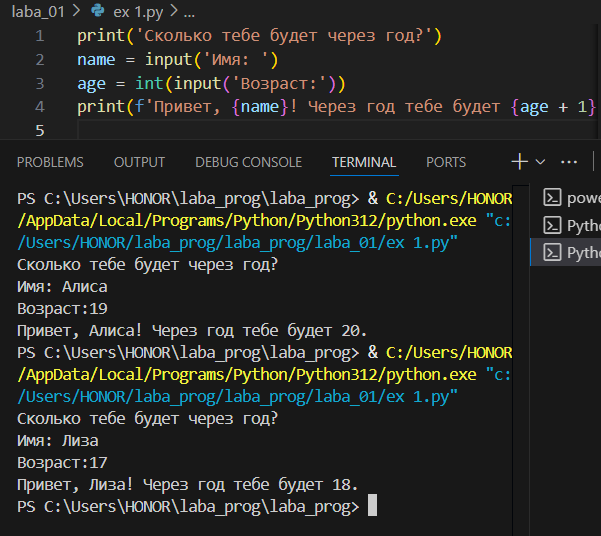 laba_01 > ex 1.py > ...
1 print('Сколько тебе будет через год?')
2 name = input('Имя: ')
3 age = int(input('Возраст:'))
4 print(f'Привет, {name}! Через год тебе будет {age + 1}
5
PROBLEMS OUTPUT DEBUG CONSOLE TERMINAL PORTS
PS C:\Users\HONOR\laba_prog\laba_prog> & C:/Users/HONOR
/AppData/Local/Programs/Python/Python312/python.exe "c:
/Users/HONOR/laba_prog/laba_prog/laba_01/ex 1.py"
Сколько тебе будет через год?
Имя: Алиса
Возраст:19
Привет, Алиса! Через год тебе будет 20.
PS C:\Users\HONOR\laba_prog\laba_prog> & C:/Users/HONOR
/AppData/Local/Programs/Python/Python312/python.exe "c:
/Users/HONOR/laba_prog/laba_prog/laba_01/ex 1.py"
Сколько тебе будет через год?
Имя: Лиза
Возраст:17
Привет, Лиза! Через год тебе будет 18.
PS C:\Users\HONOR\laba_prog\laba_prog>
powe
Pyth
Pyth